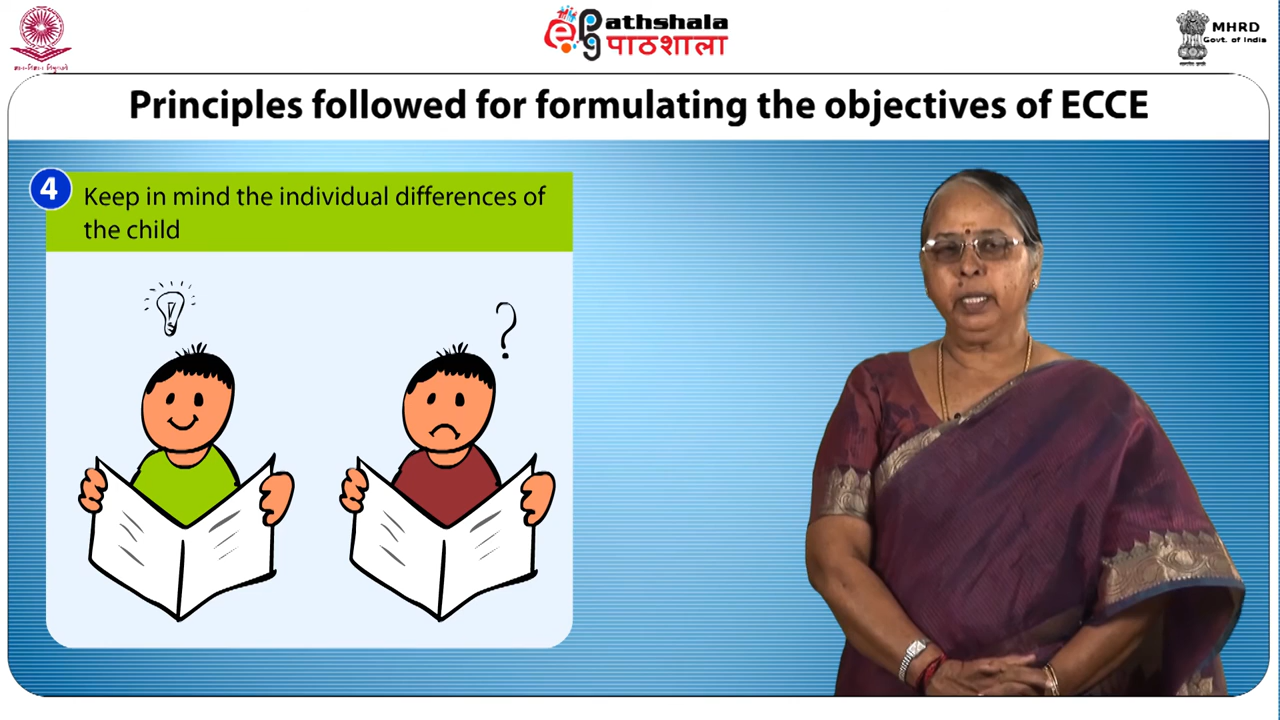 ePathshala
पाठशाला
MHRD
Govt. of India
Principles followed for formulating the objectives of ECCE
4
Keep in mind the individual differences of
the child
?